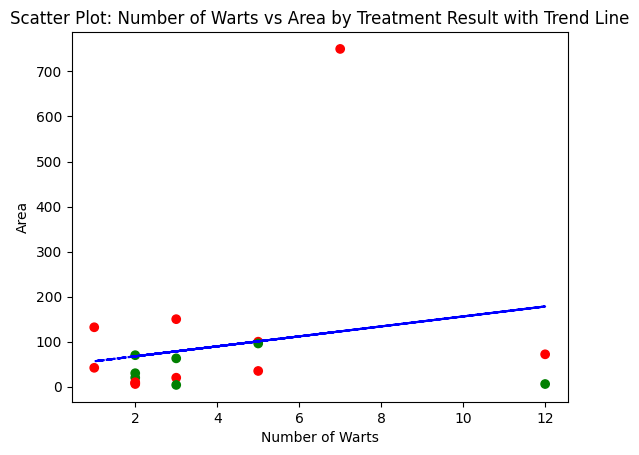 Scatter Plot: Number of Warts vs Area by Treatment Result with Trend Line
700
600
500
400
300
200
100
0
Area
2 4 6 8 10 12
Number of Warts